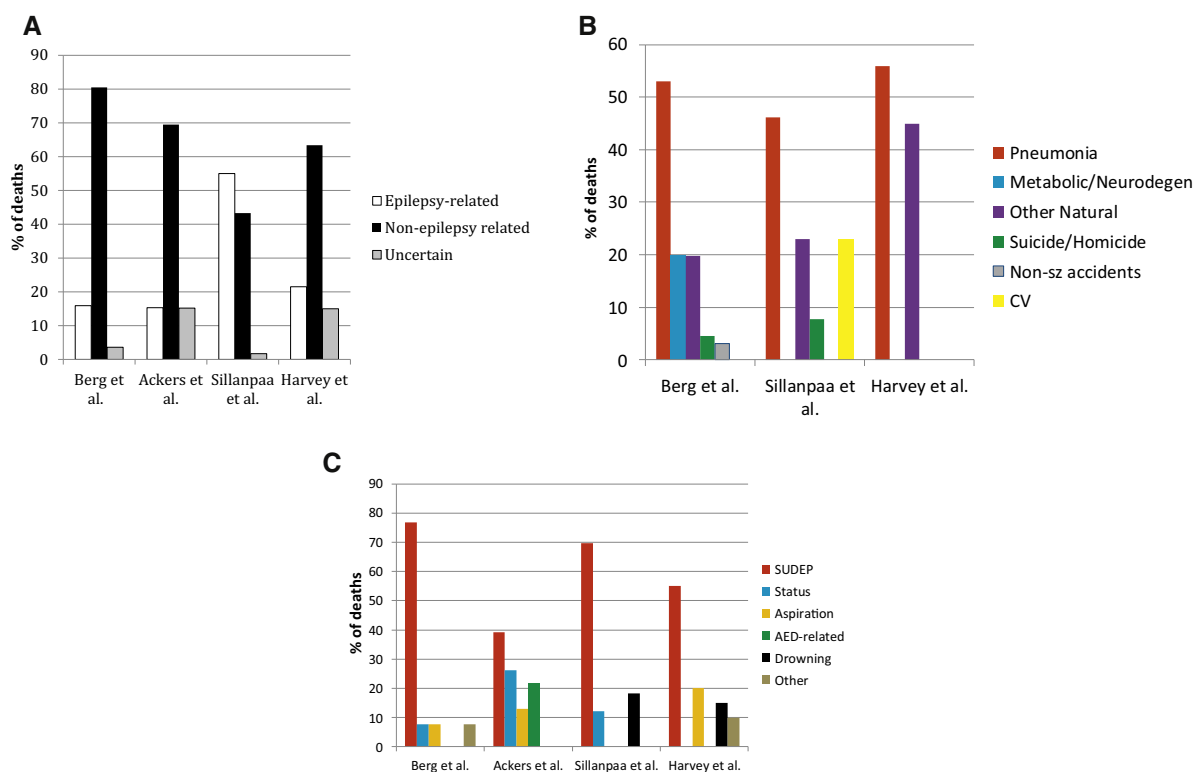 A
% of deaths
90
80
70
60
50
40
30
20
10
0
Berg et
al.
Ackers et
al.
Sillanpaa
et al.
Harvey et
al.
Epilepsy-related
Non-epilepsy related
Uncertain
B
% of deaths
60
50
40
30
20
10
0
Berg et al.
Sillanpaa et
al.
Harvey et al.
Pneumonia
Metabolic/Neurodegen
Other Natural
Suicide/Homicide
Non-sz accidents
CV
C
% of deaths
90
80
70
60
50
40
30
20
10
0
Berg et al.
Ackers et al.
Sillanpaa et al.
Harvey et al.
SUDEP
Status
Aspiration
AED-related
Drowning
Other